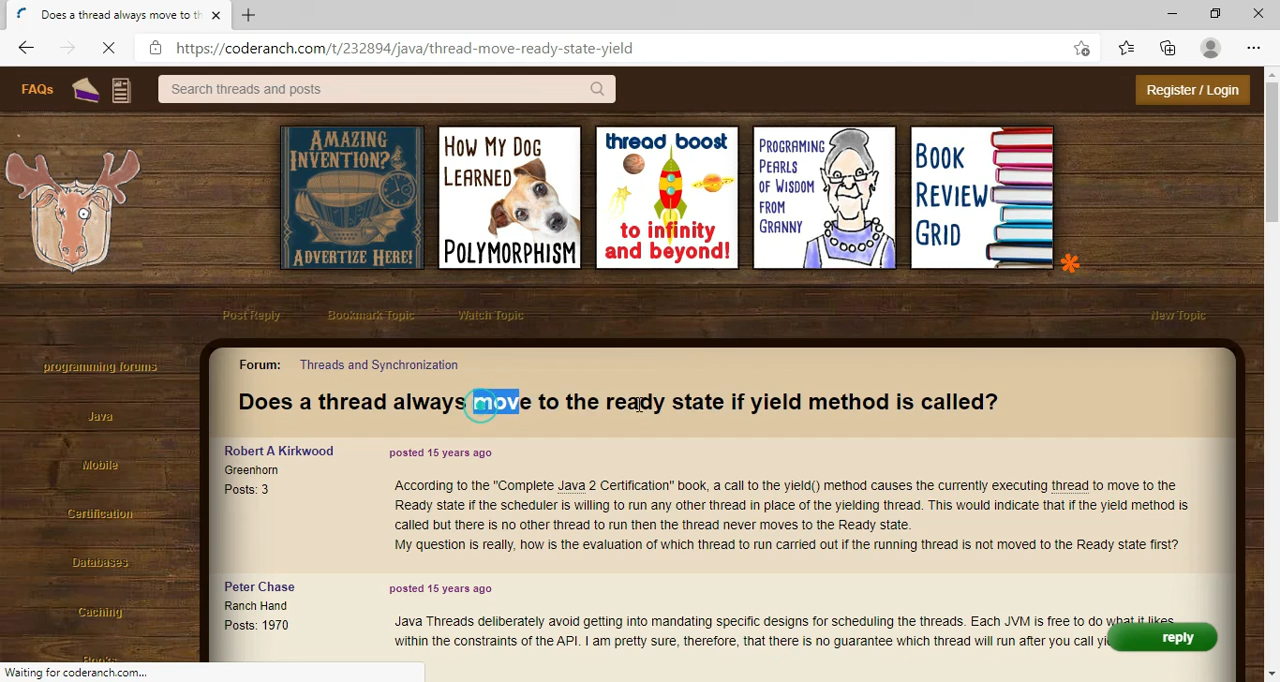 Does a thread always move to th
https://coderanch.com/t/232894/java/thread-move-ready-state-yield
FAQs
Search threads and posts
Register / Login
AMAZING
INVENTION?
ADVERTIZE HERE!
HOW MY DOG
LEARNED
POLYMORPHISM
thread boost
to infinity
and beyond!
PROGRAMING
PEARLS
OF WISDOM
FROM
GRANNY
BOOK
REVIEW
GRID
*
Post Reply Bookmark Topic Watch Topic New Topic
programming forums
Java
Mobile
Certification
Databases
Caching
Books
Forum: Threads and Synchronization
Does a thread always move to the ready state if yield method is called?
Robert A Kirkwood
Greenhorn
Posts: 3
posted 15 years ago
According to the "Complete Java 2 Certification" book, a call to the yield() method causes the currently executing thread to move to the
Ready state if the scheduler is willing to run any other thread in place of the yielding thread. This would indicate that if the yield method is
called but there is no other thread to run then the thread never moves to the Ready state.
My question is really, how is the evaluation of which thread to run carried out if the running thread is not moved to the Ready state first?
Peter Chase
Ranch Hand
Posts: 1970
posted 15 years ago
Java Threads deliberately avoid getting into mandating specific designs for scheduling the threads. Each JVM is free to do what it likes
within the constraints of the API. I am pretty sure, therefore, that there is no guarantee which thread will run after you call
reply
Waiting for coderanch.com...